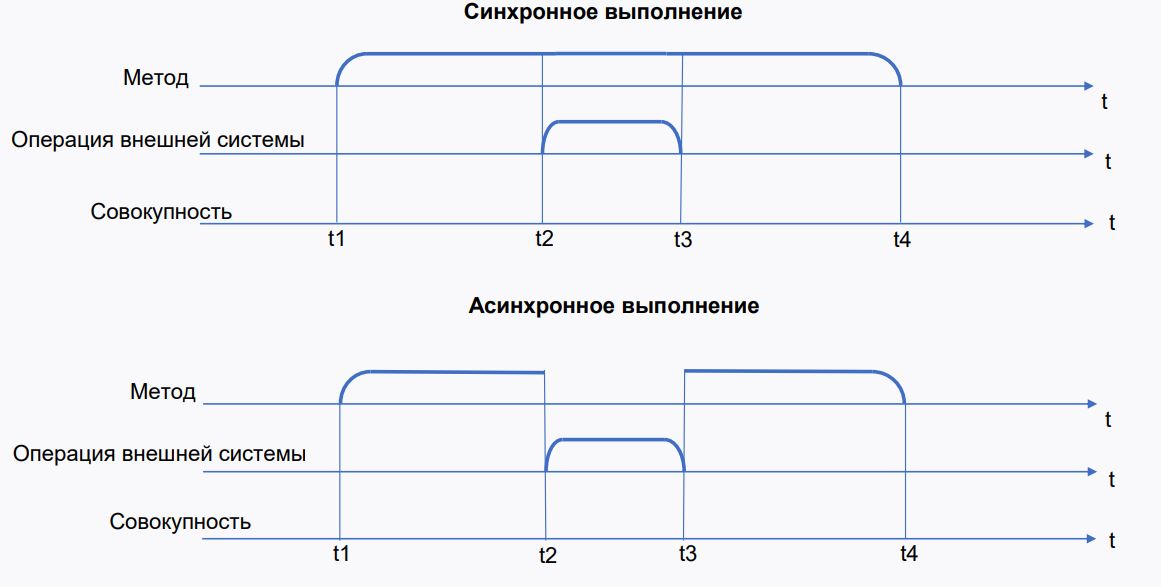 Синхронное выполнение
Метод
t
Операция внешней системы
t
Совокупность
t
t1 t2 t3 t4
Асинхронное выполнение
Метод
t
Операция внешней системы
t
Совокупность
t
t1 t2 t3 t4